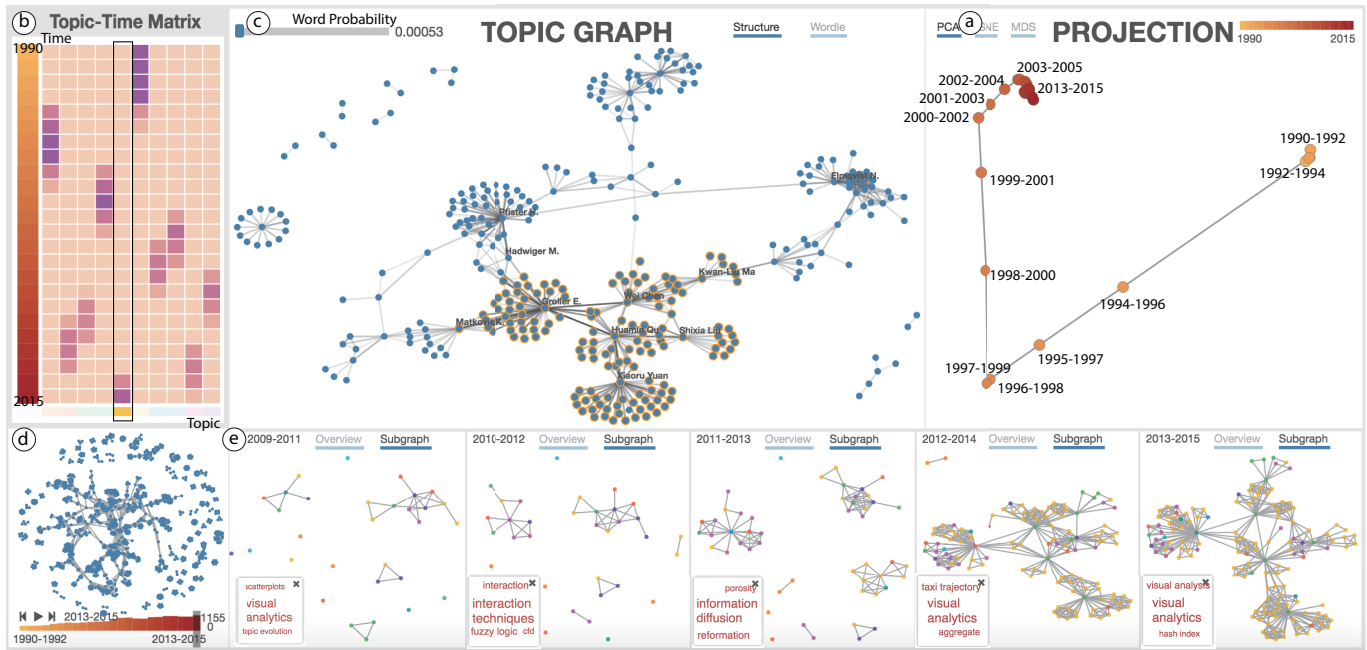 b Topic-Time Matrix
Time
1990
2015
Topic
c Word Probability
0.00053
TOPIC GRAPH
Structure
Wordle
Elmqvist N.
Pfister H.
Hadwiger M.
Kwan-Liu Ma
Groller E.
Wei Chen
Matkovic K.
Huamin Qu
Shixia Liu
Xiaoru Yuan
a
PCA
MDS
PROJECTION
1990 2015
2003-2005
2002-2004
2013-2015
2001-2003
2000-2002
1990-1992
1992-1994
1999-2001
1998-2000
1994-1996
1995-1997
1997-1999
1996-1998
d
2013-2015
1155
0
1990-1992 2013-2015
e 2009-2011 Overview Subgraph
scatterplots ✖
visual
analytics
topic evolution
2010-2012 Overview Subgraph
interaction ✖
interaction
techniques
fuzzy logic cfd
2011-2013 Overview Subgraph
porosity ✖
information
diffusion
reformation
2012-2014 Overview Subgraph
taxi trajectory ✖
visual
analytics
aggregate
2013-2015 Overview Subgraph
visual analysis ✖
visual
analytics
hash index